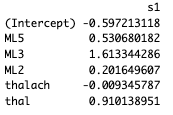 s1
(Intercept) -0.597213118
ML5 0.530680182
ML3 1.613344286
ML2 0.201649607
thalach -0.009345787
thal 0.910138951